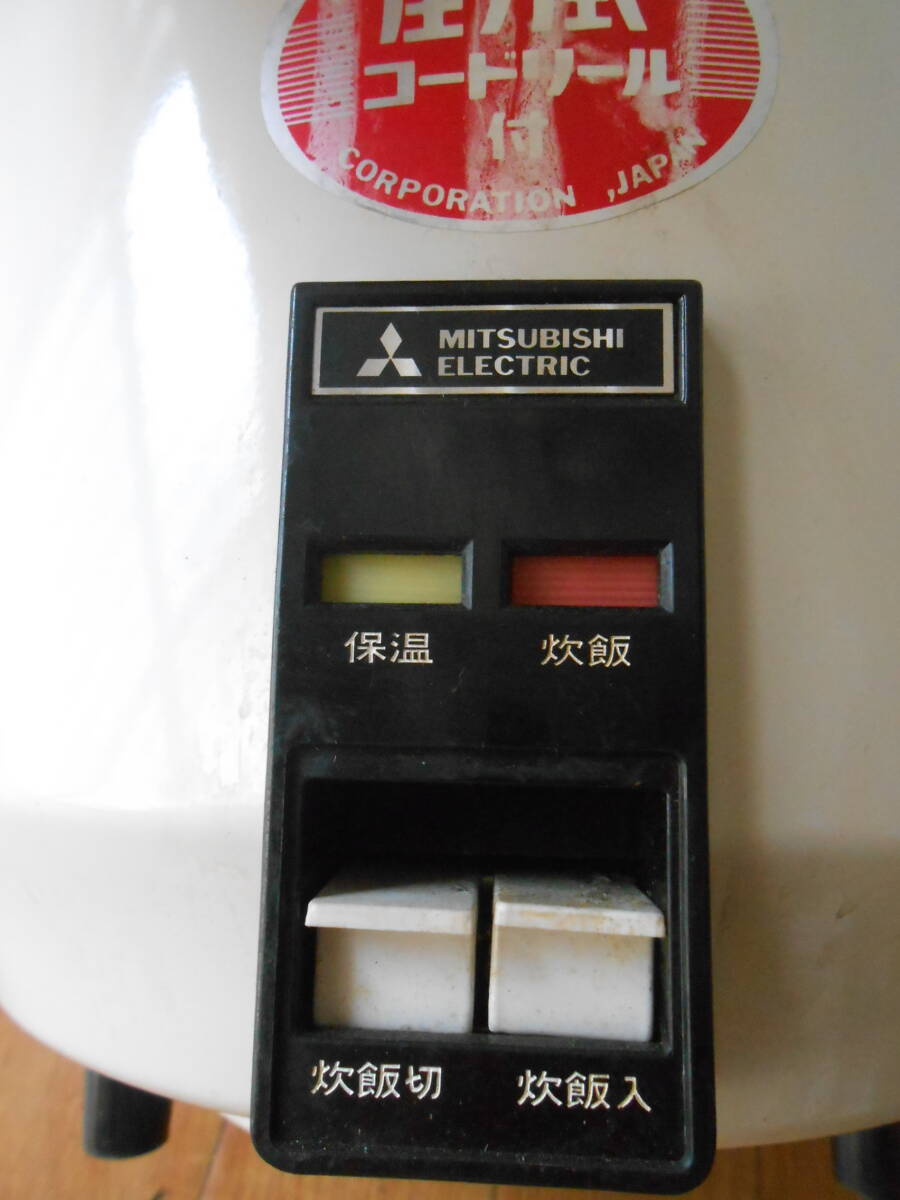 コードリール
付
CORPORATION ,JAPAN
MITSUBISHI
ELECTRIC
保温 炊飯
炊飯切 炊飯入